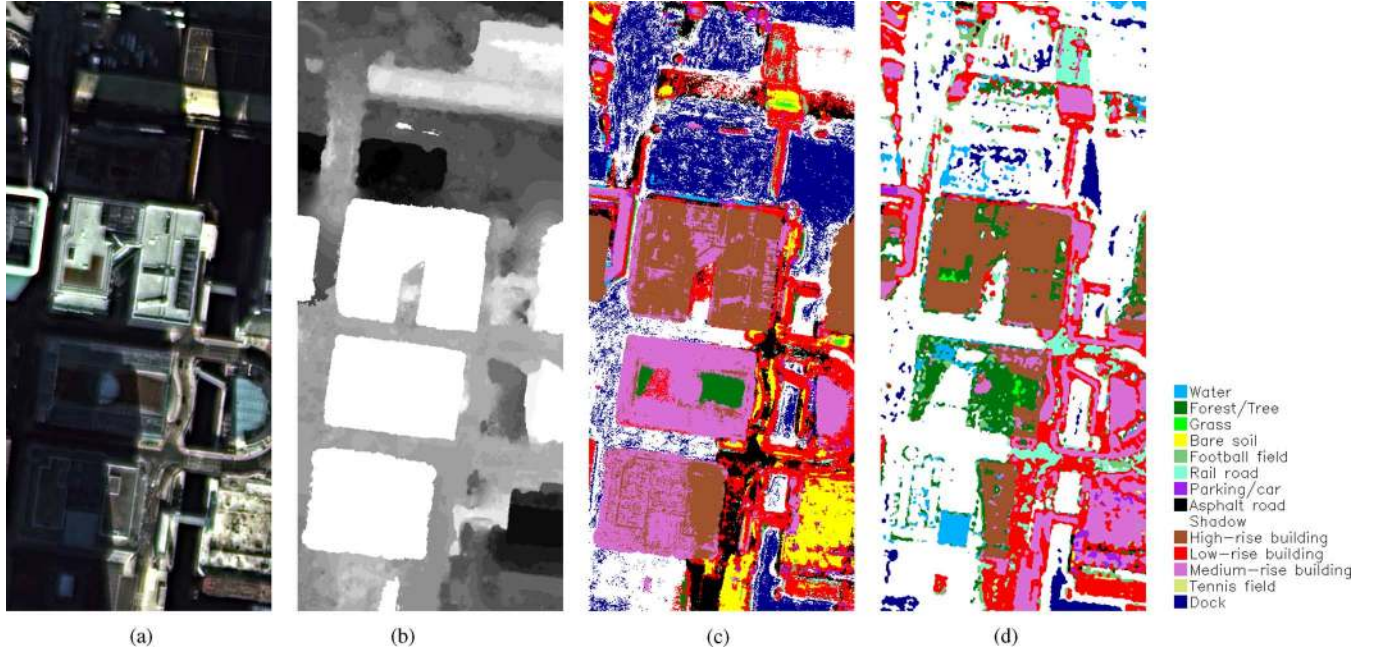 Water
Forest/Tree
Grass
Bare soil
Football field
Rail road
Parking/car
Asphalt road
Shadow
High-rise building
Low-rise building
Medium-rise building
Tennis field
Dock
(a) (b) (c) (d)